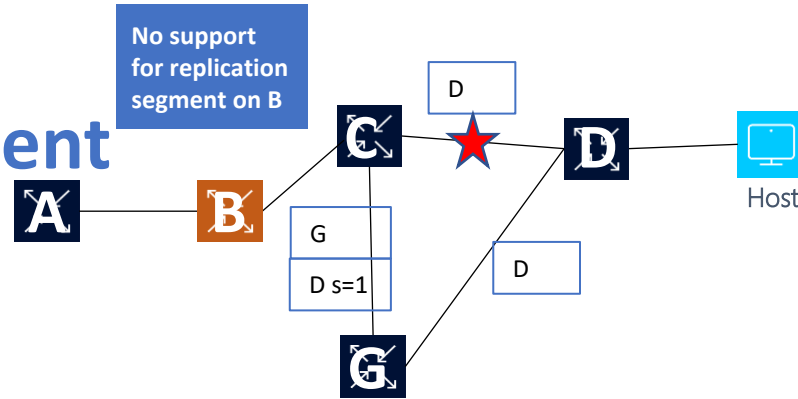 No support
for replication
segment on B
D
ent
C
D
A
B
Host
G
D s=1
D
G